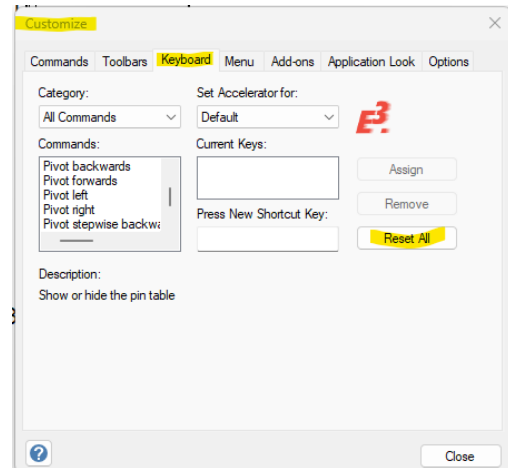 Customize
Commands Toolbars Keyboard Menu Add-ons Application Look Options
Category:
Set Accelerator for:
All Commands
Default
E3.
Commands:
Current Keys:
Pivot backwards
Pivot forwards
Pivot left
Pivot right
Pivot stepwise backwa
Assign
Remove
Press New Shortcut Key:
Reset All
Description:
Show or hide the pin table
?
Close